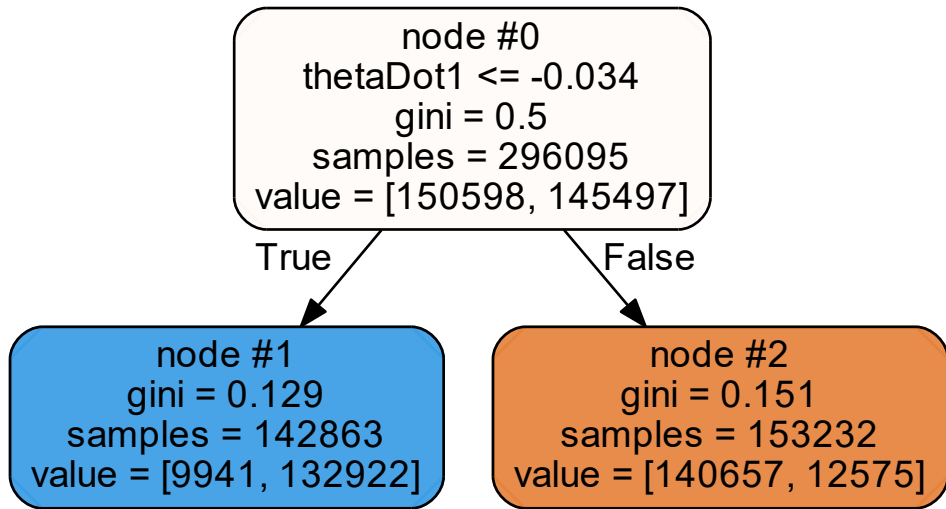 node #0
thetaDot1 <= -0.034
gini = 0.5
samples = 296095
value = [150598, 145497]
True
False
node #1
gini = 0.129
samples = 142863
value = [9941, 132922]
node #2
gini = 0.151
samples = 153232
value = [140657, 12575]